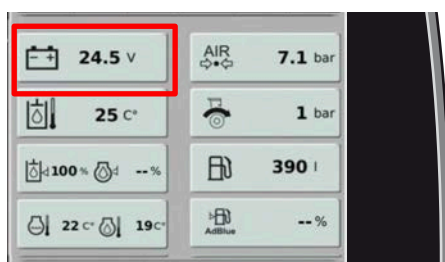 - + 24.5 V
AIR 7.1 bar
25 C°
1 bar
100 % --%
390 l
22 C° 19C°
AdBlue --%